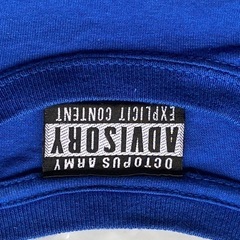 OCTOPUS ARMY
ADVISORY
EXPLICIT CONTENT